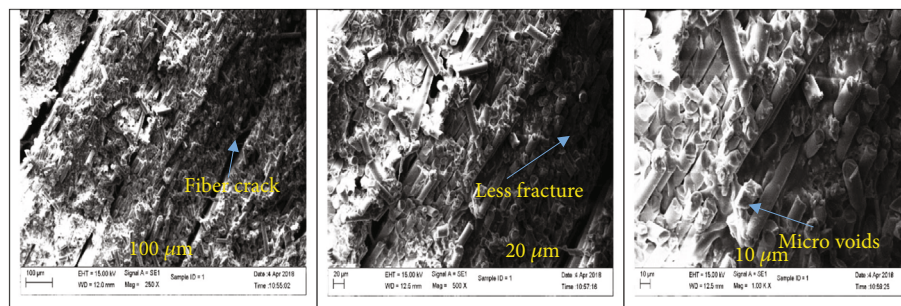 Fiber crack
100 μm
100 μm
EHT = 15.00 kV
Signal A = SE1
Date :4 Apr 2018
WD = 12.0 mm
Mag = 250 X
Sample ID = 1
Time :10:55:02
Less fracture
20 μm
20 μm
EHT = 15.00 kV
Signal A = SE1
Date :4 Apr 2018
WD = 12.5 mm
Mag = 500 X
Sample ID = 1
Time :10:57:16
Micro voids
10 μm
10 μm
EHT = 15.00 kV
Signal A = SE1
Date :4 Apr 2018
WD = 12.5 mm
Mag = 1.00 K X
Sample ID = 1
Time :10:59:25